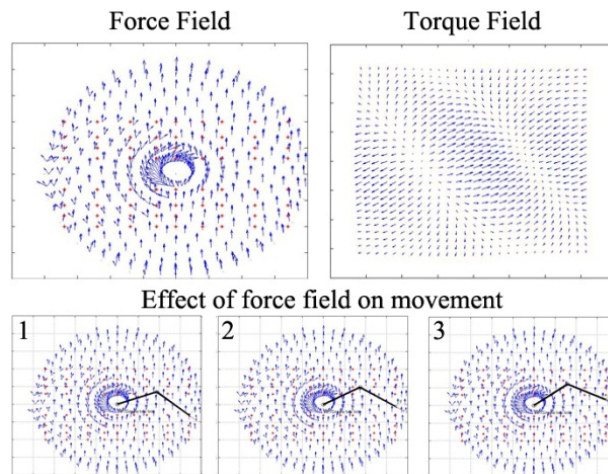 Force Field
Torque Field
Effect of force field on movement
1
2
3